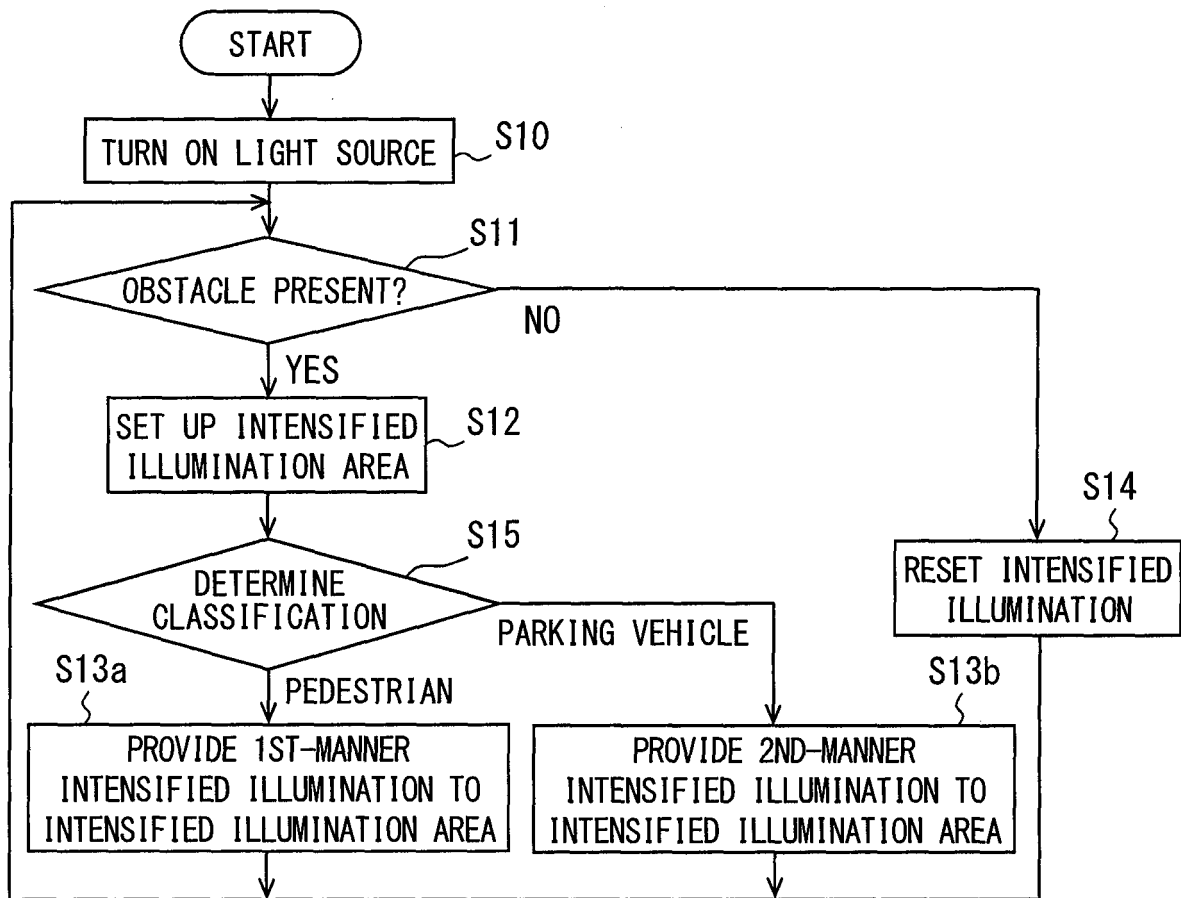 START
TURN ON LIGHT SOURCE
S10
S11
OBSTACLE PRESENT?
NO
YES
SET UP INTENSIFIED
ILLUMINATION AREA
S12
S14
RESET INTENSIFIED
ILLUMINATION
S15
DETERMINE
CLASSIFICATION
PARKING VEHICLE
PEDESTRIAN
S13a
PROVIDE 1ST-MANNER
INTENSIFIED ILLUMINATION TO
INTENSIFIED ILLUMINATION AREA
S13b
PROVIDE 2ND-MANNER
INTENSIFIED ILLUMINATION TO
INTENSIFIED ILLUMINATION AREA